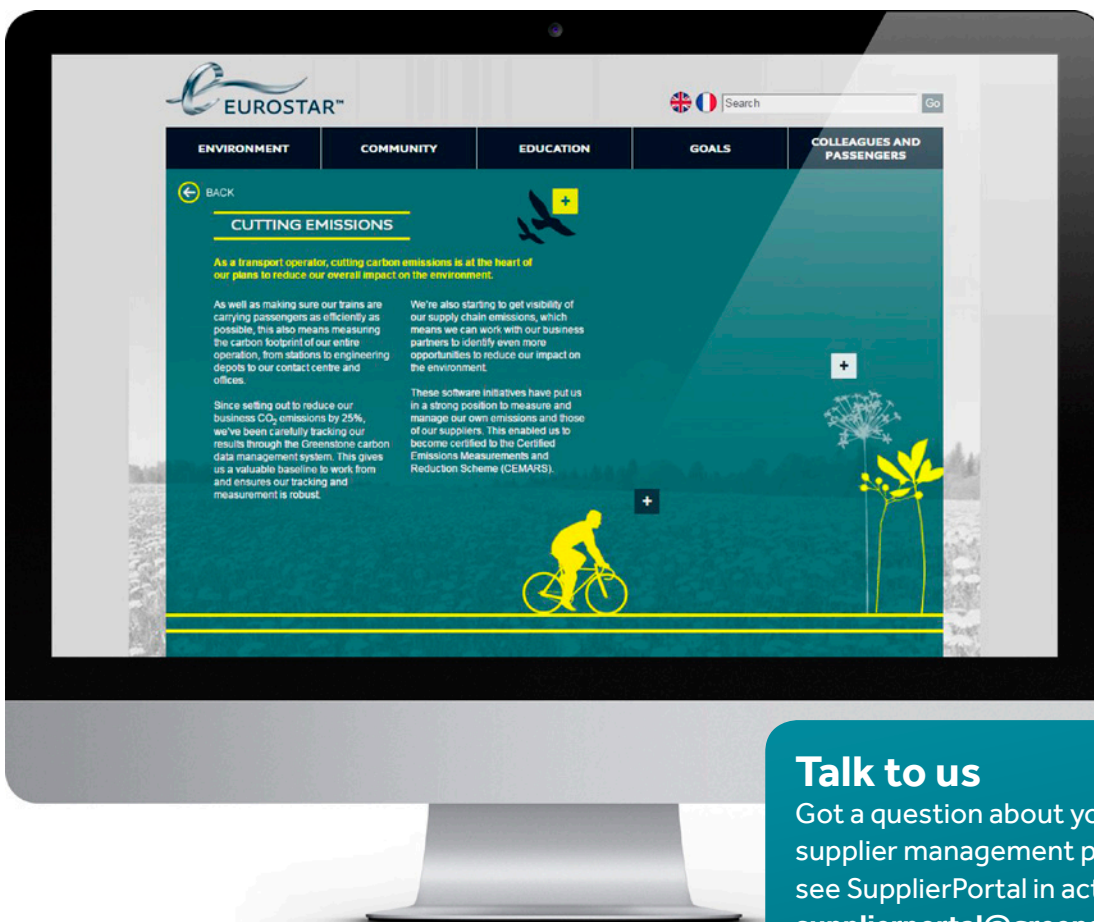 EUROSTAR™
Search
Go
ENVIRONMENT
COMMUNITY
EDUCATION
GOALS
COLLEAGUES AND
PASSENGERS
BACK
CUTTING EMISSIONS
As a transport operator, cutting carbon emissions is at the heart of
our plans to reduce our overall impact on the environment.
As well as making sure our trains are
carrying passengers as efficiently as
possible, this also means measuring
the carbon footprint of our entire
operation, from stations to engineering
depots to our contact centre and
offices.
Since setting out to reduce our
business CO₂ emissions by 25%,
we've been carefully tracking our
results through the Greenstone carbon
data management system. This gives
us a valuable baseline to work from
and ensures our tracking and
measurement is robust.
We're also starting to get visibility of
our supply chain emissions, which
means we can work with our business
partners to identify even more
opportunities to reduce our impact on
the environment.
These software initiatives have put us
in a strong position to measure and
manage our own emissions and those
of our suppliers. This enabled us to
become certified to the Certified
Emissions Measurements and
Reduction Scheme (CEMARS).
Talk to us
Got a question about
supplier management
see SupplierPortal in